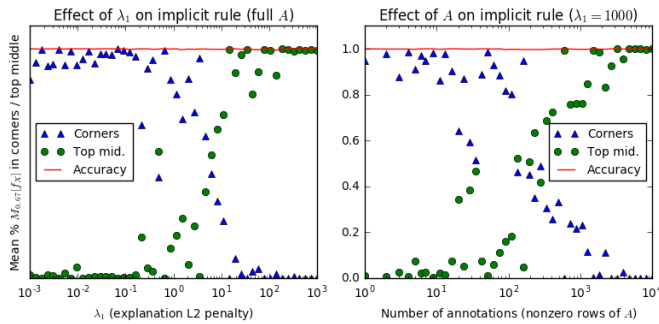 Effect of λ₁ on implicit rule (full A)
Mean % M₀.₆₇[fₓ] in corners / top middle
Corners
Top mid.
Accuracy
10⁻³ 10⁻² 10⁻¹ 10⁰ 10¹ 10² 10³
λ₁ (explanation L2 penalty)
Effect of A on implicit rule (λ₁ = 1000)
1.0
0.8
0.6
0.4
0.2
0.0
Corners
Top mid.
Accuracy
10⁰ 10¹ 10² 10³ 10⁴
Number of annotations (nonzero rows of A)